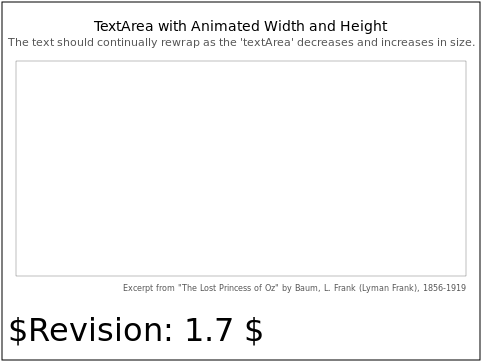 TextArea with Animated Width and Height
The text should continually rewrap as the 'textArea' decreases and increases in size.
Excerpt from "The Lost Princess of Oz" by Baum, L. Frank (Lyman Frank), 1856-1919
$Revision: 1.7 $